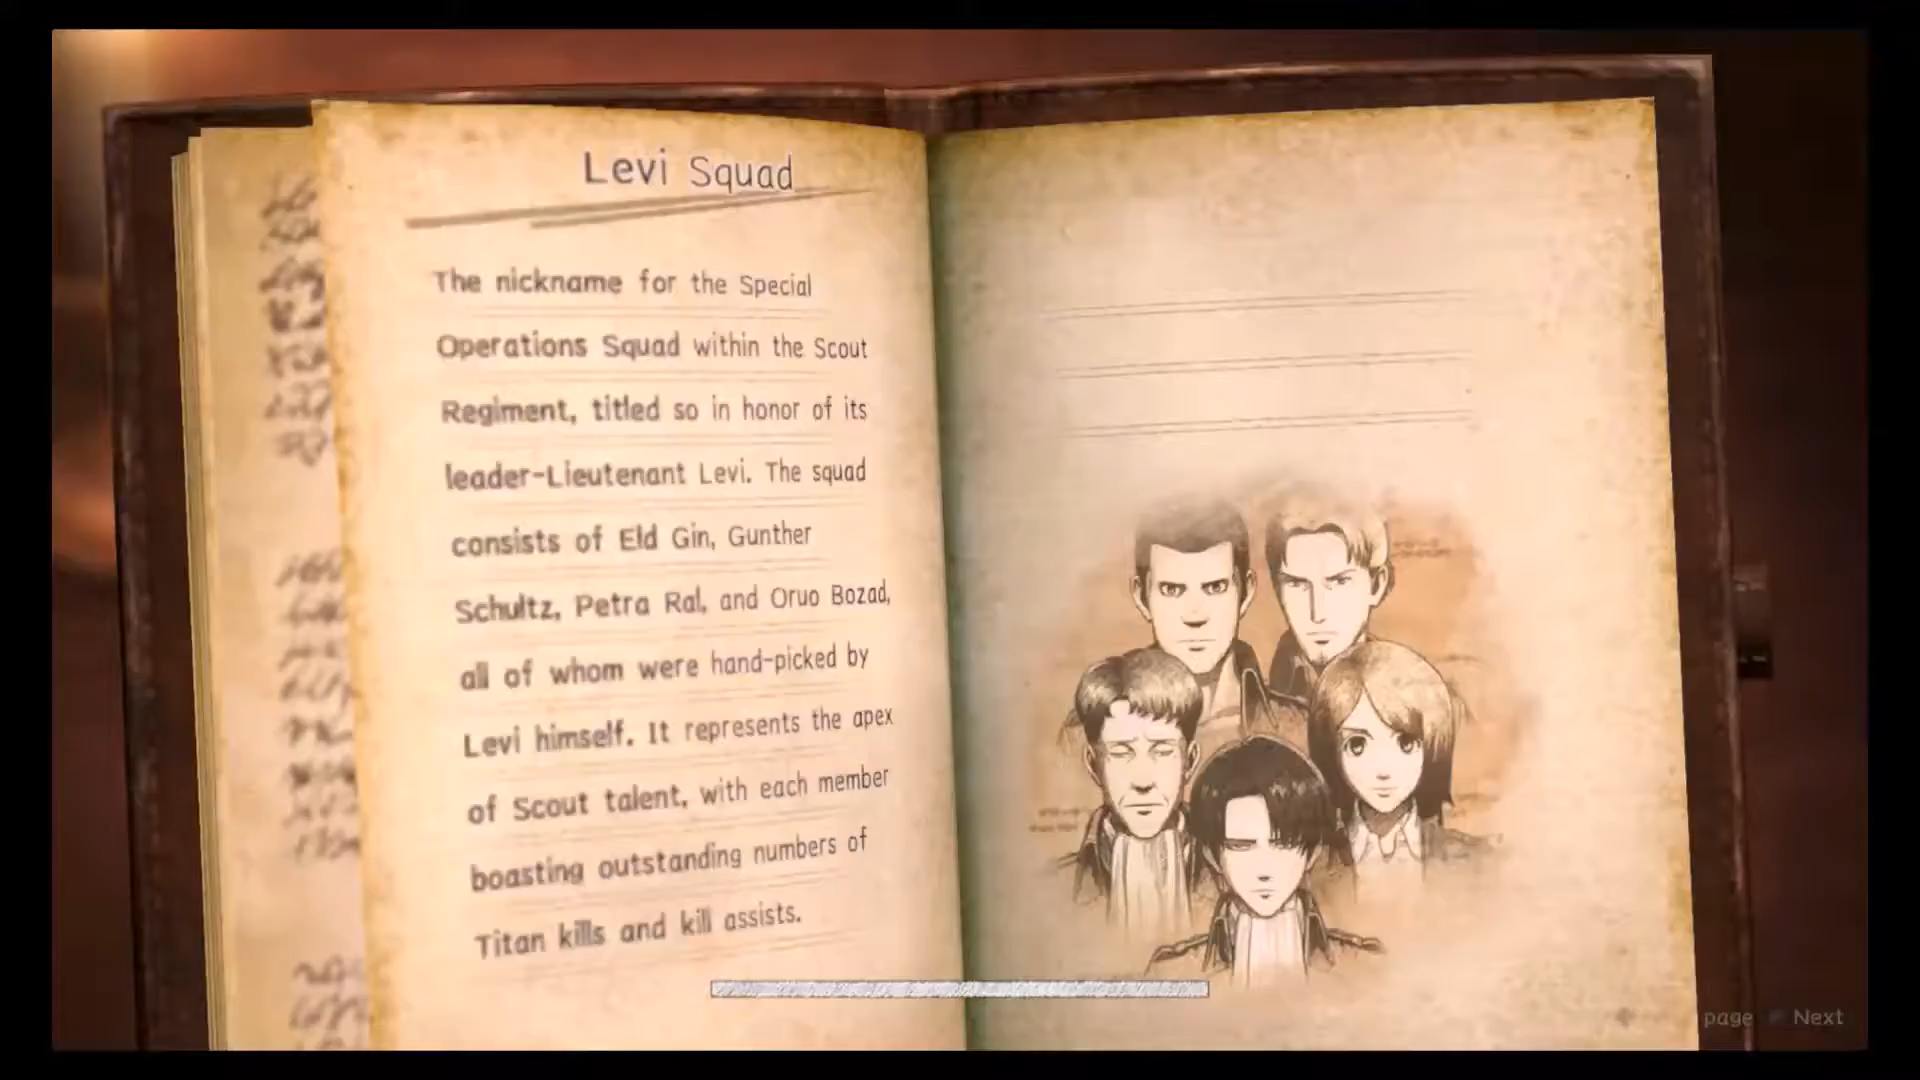 Levi Squad
The nickname for the Special
Operations Squad within the Scout
Regiment, titled so in honor of its
leader-Lieutenant Levi. The squad
consists of Eld Gin, Gunther
Schultz, Petra Ral, and Oruo Bozad,
all of whom were hand-picked by
Levi himself. It represents the apex
of Scout talent, with each member
boasting outstanding numbers of
Titan kills and kill assists.
page Next